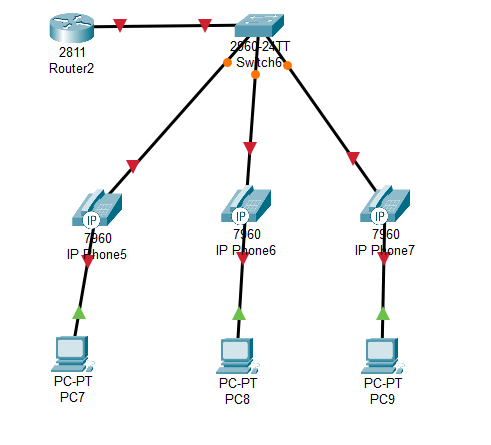 2811
Router2
2960-24TT
Switch6
IP
7960
IP Phone5
IP
7960
IP Phone6
IP
7960
IP Phone7
PC-PT
PC7
PC-PT
PC8
PC-PT
PC9